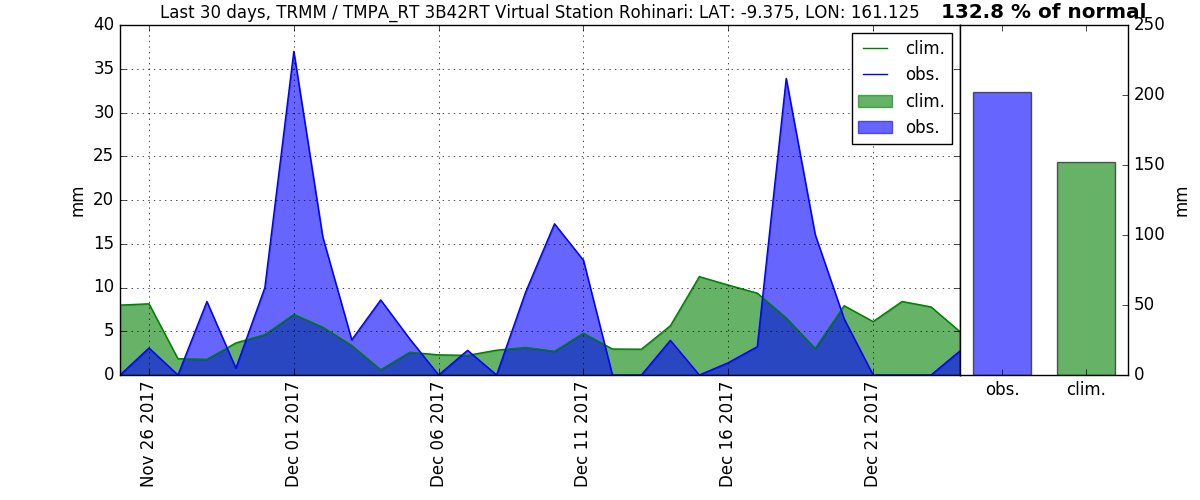 Last 30 days, TRMM / TMPA_RT 3B42RT Virtual Station Rohinari: LAT: -9.375, LON: 161.125
132.8 % of normal
40
35
30
25
20
15
10
5
0
mm
clim.
obs.
clim.
obs.
Nov 26 2017
Dec 01 2017
Dec 06 2017
Dec 11 2017
Dec 16 2017
Dec 21 2017
250
200
150
100
50
0
mm
obs.
clim.